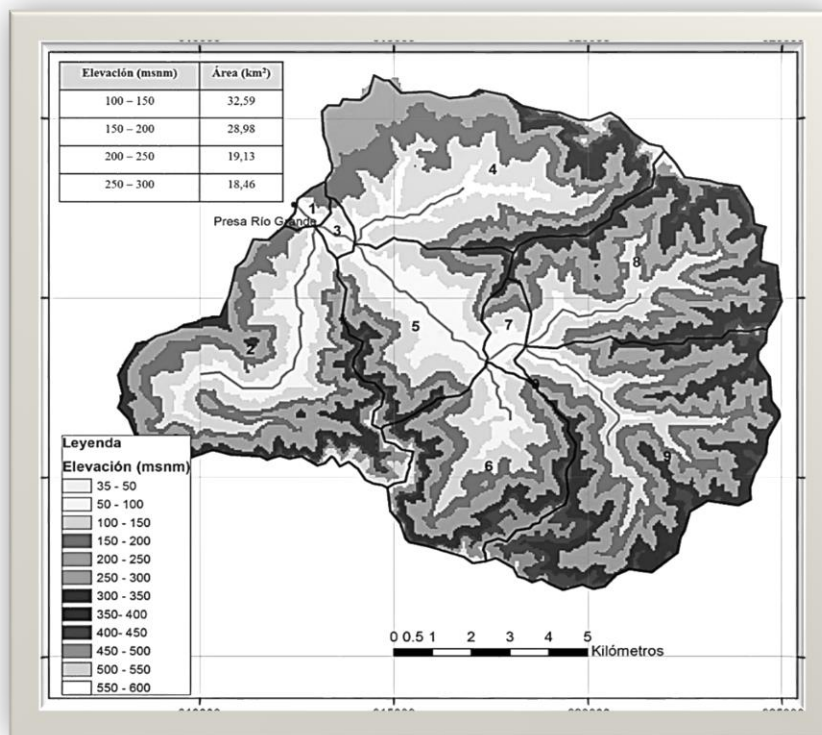 Elevación (msnm) Área (km²)
100 – 150 32,59
150 – 200 28,98
200 – 250 19,13
250 – 300 18,46
4
1
Presa Río Grande
3
8
5
7
2
9
6
Leyenda
Elevación (msnm)
35 - 50
50 - 100
100 - 150
150 - 200
200 - 250
250 - 300
300 - 350
350- 400
400- 450
450 - 500
500 - 550
550 - 600
0 0.5 1 2 3 4 5
Kilómetros